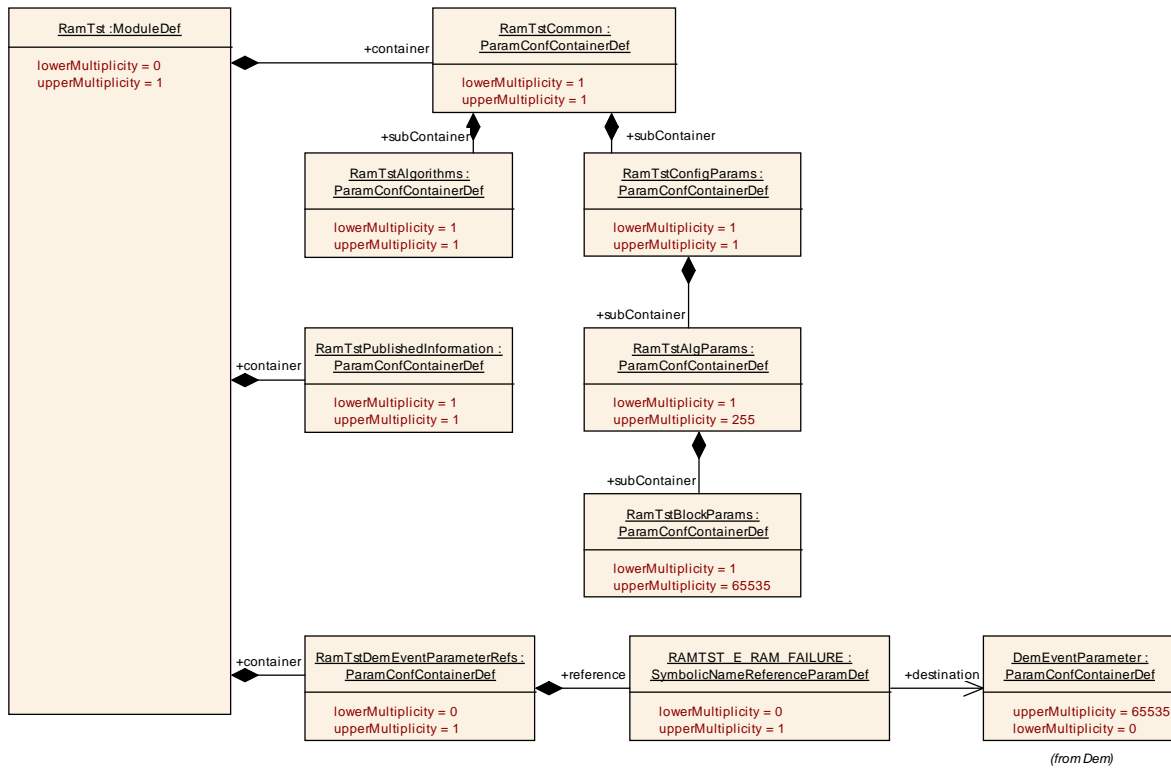 RamTst :ModuleDef
lowerMultiplicity = 0
upperMultiplicity = 1
+container
RamTstCommon :
ParamConfContainerDef
lowerMultiplicity = 1
upperMultiplicity = 1
+subContainer
+subContainer
RamTstAlgorithms :
ParamConfContainerDef
lowerMultiplicity = 1
upperMultiplicity = 1
RamTstConfigParams :
ParamConfContainerDef
lowerMultiplicity = 1
upperMultiplicity = 1
+subContainer
+container
RamTstPublishedInformation :
ParamConfContainerDef
lowerMultiplicity = 1
upperMultiplicity = 1
RamTstAlgParams :
ParamConfContainerDef
lowerMultiplicity = 1
upperMultiplicity = 255
+subContainer
RamTstBlockParams :
ParamConfContainerDef
lowerMultiplicity = 1
upperMultiplicity = 65535
+container
RamTstDemEventParameterRefs :
ParamConfContainerDef
lowerMultiplicity = 0
upperMultiplicity = 1
+reference
RAMTST_E_RAM_FAILURE :
SymbolicNameReferenceParamDef
lowerMultiplicity = 0
upperMultiplicity = 1
+destination
DemEventParameter :
ParamConfContainerDef
upperMultiplicity = 65535
lowerMultiplicity = 0
(from Dem)